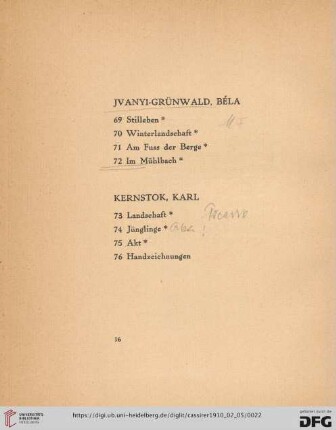 JVANYI-GRÜNWALD, BÉLA
69 Stilleben *
70 Winterlandschaft *
71 Am Fuss der Berge *
72 Im Mühlbach *
KERNSTOK, KARL
73 Landschaft *
74 Jünglinge *
75 Akt *
76 Handzeichnungen
16
UNIVERSITÄTS-
BIBLIOTHEK
HEIDELBERG
https://digi.ub.uni-heidelberg.de/diglit/cassirer1910_02_05/0022
gefördert durch die
DFG